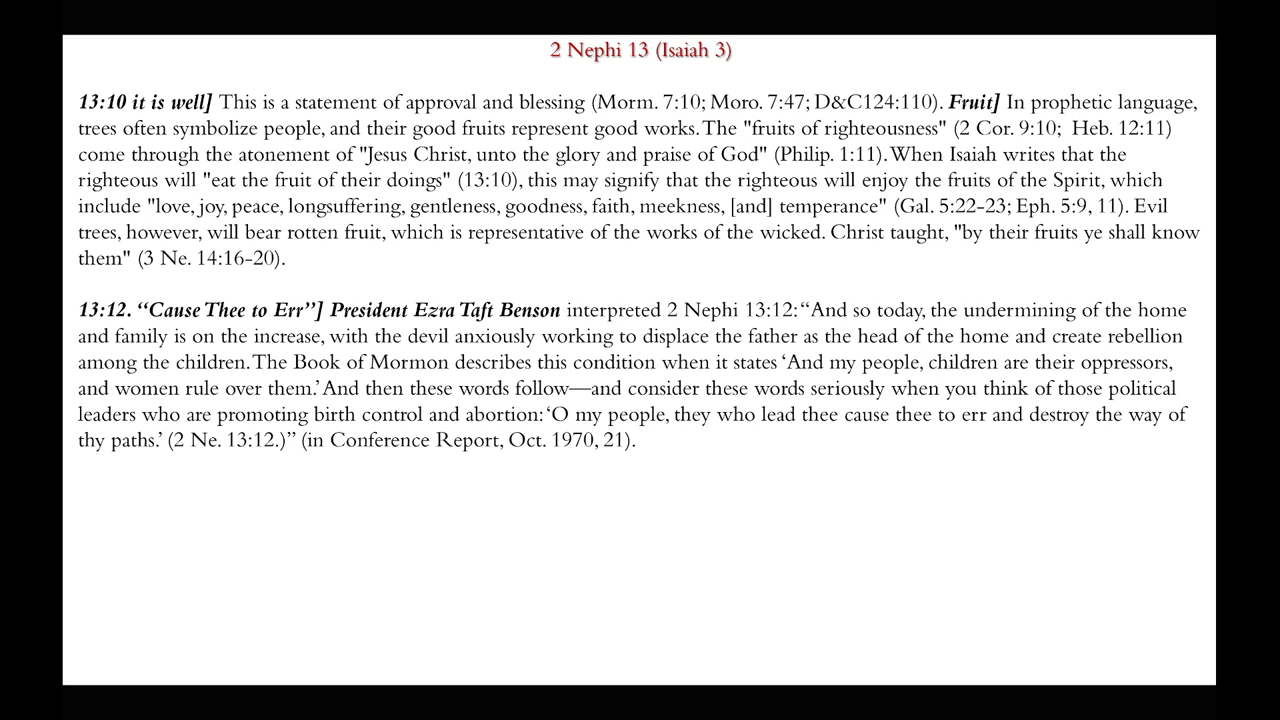 2 Nephi 13 (Isaiah 3)
13:10 it is well] This is a statement of approval and blessing (Morm. 7:10; Moro. 7:47; D&C124:110). Fruit] In prophetic language,
trees often symbolize people, and their good fruits represent good works. The "fruits of righteousness" (2 Cor. 9:10;  Heb. 12:11)
come through the atonement of "Jesus Christ, unto the glory and praise of God" (Philip. 1:11). When Isaiah writes that the
righteous will "eat the fruit of their doings" (13:10), this may signify that the righteous will enjoy the fruits of the Spirit, which
include "love, joy, peace, longsuffering, gentleness, goodness, faith, meekness, [and] temperance" (Gal. 5:22-23; Eph. 5:9, 11). Evil
trees, however, will bear rotten fruit, which is representative of the works of the wicked. Christ taught, "by their fruits ye shall know
them" (3 Ne. 14:16-20).
13:12. “Cause Thee to Err”] President Ezra Taft Benson interpreted 2 Nephi 13:12: “And so today, the undermining of the home
and family is on the increase, with the devil anxiously working to displace the father as the head of the home and create rebellion
among the children. The Book of Mormon describes this condition when it states ‘And my people, children are their oppressors,
and women rule over them.’ And then these words follow—and consider these words seriously when you think of those political
leaders who are promoting birth control and abortion: ‘O my people, they who lead thee cause thee to err and destroy the way of
thy paths.’ (2 Ne. 13:12.)” (in Conference Report, Oct. 1970, 21).